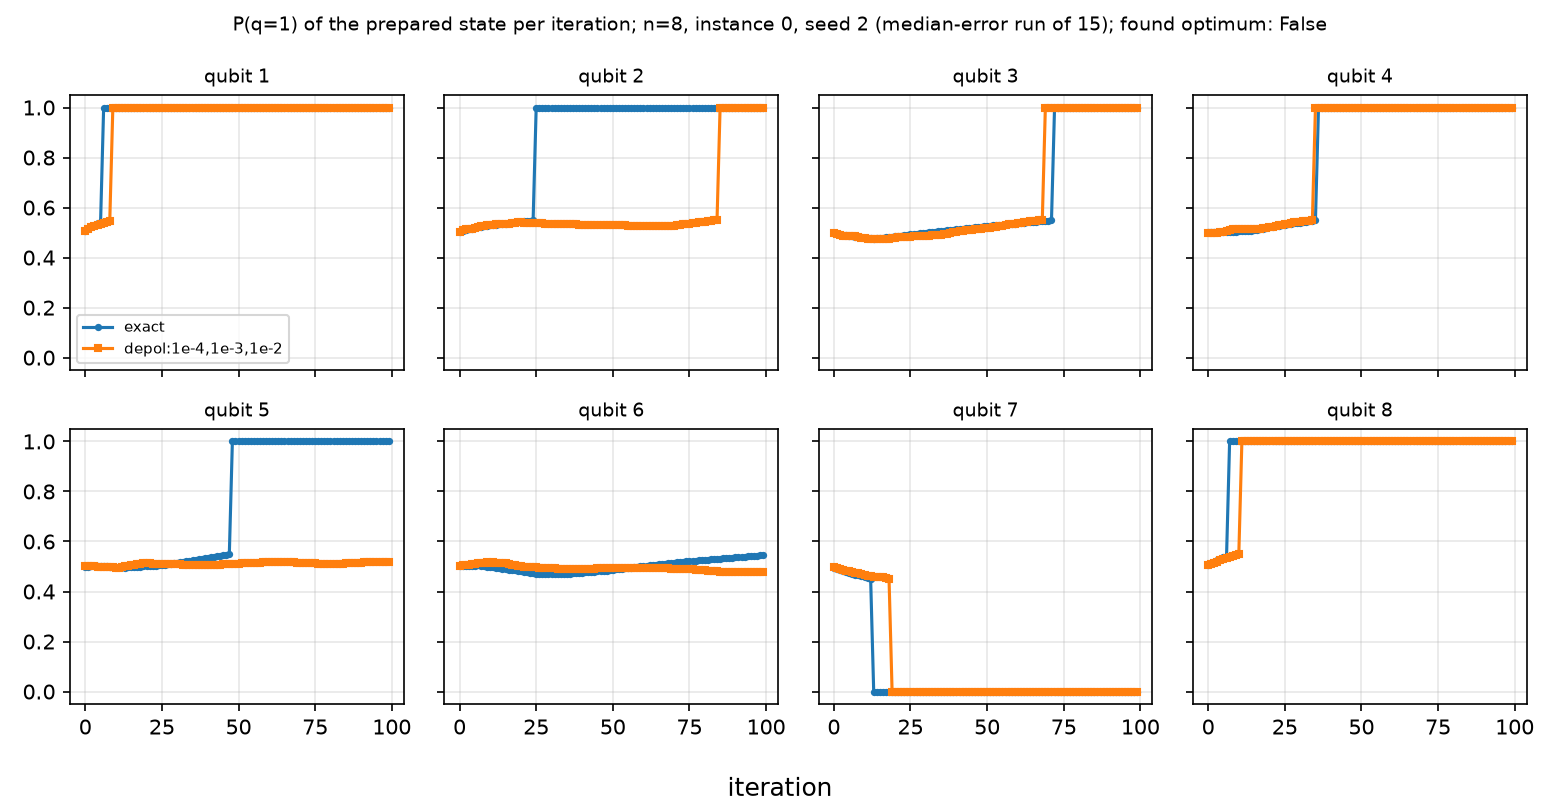 P(q=1) of the prepared state per iteration; n=8, instance 0, seed 2 (median-error run of 15); found optimum: False
qubit 1
qubit 2
qubit 3
qubit 4
1.0
0.8
0.6
0.4
0.2
0.0
exact
depol:1e-4,1e-3,1e-2
qubit 5
qubit 6
qubit 7
qubit 8
1.0
0.8
0.6
0.4
0.2
0.0
0 25 50 75 100
0 25 50 75 100
0 25 50 75 100
0 25 50 75 100
iteration